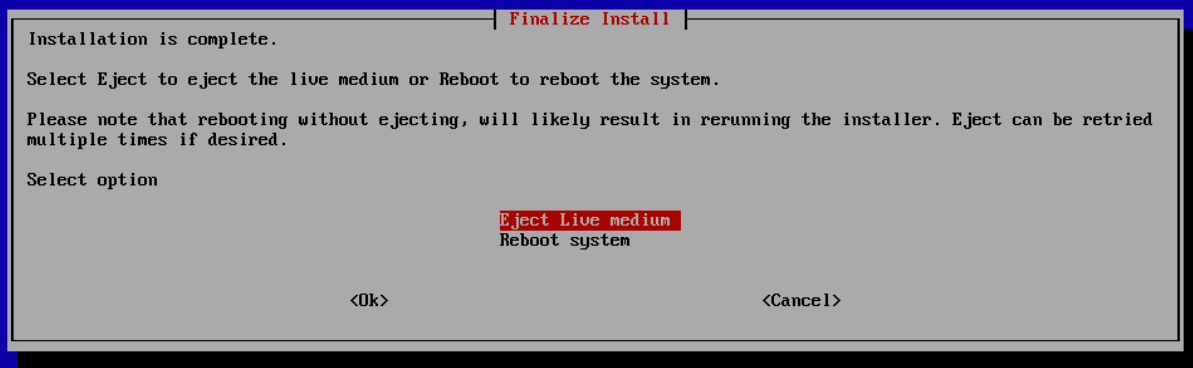 Finalize Install
Installation is complete.
Select Eject to eject the live medium or Reboot to reboot the system.
Please note that rebooting without ejecting, will likely result in rerunning the installer. Eject can be retried
multiple times if desired.
Select option
Eject Live medium
Reboot system
<Ok> <Cancel>